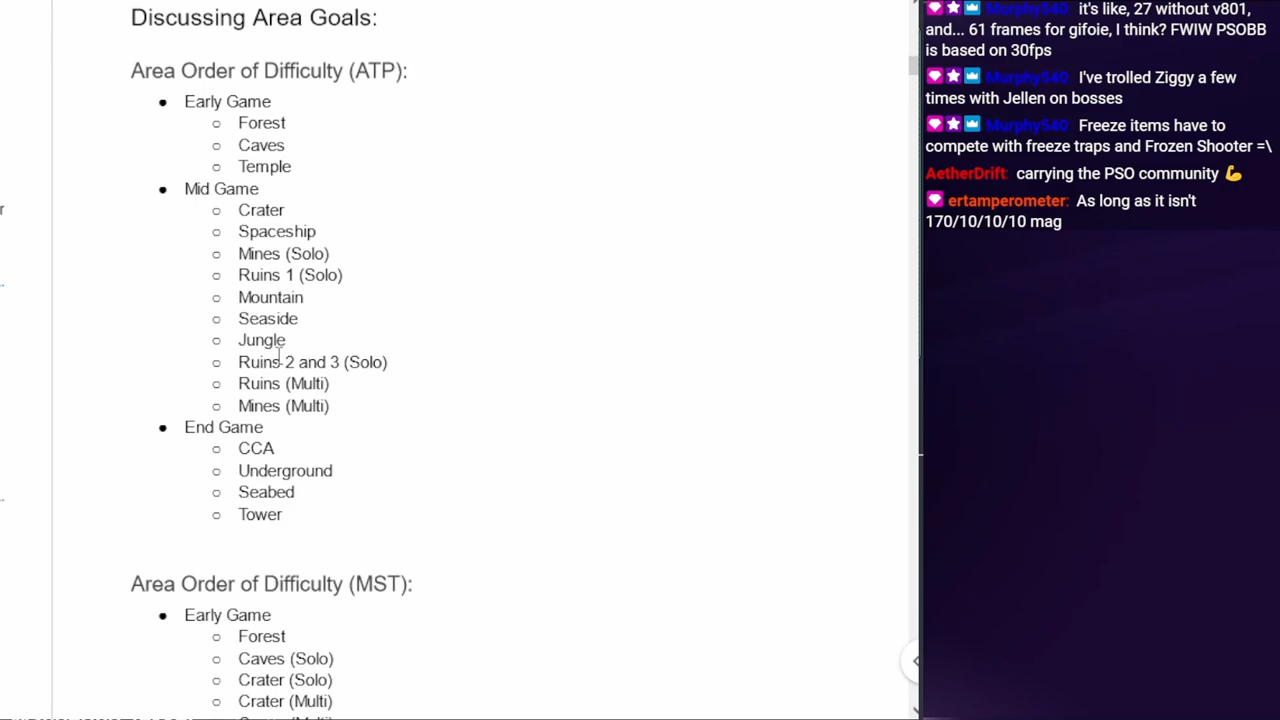 Discussing Area Goals:
Area Order of Difficulty (ATP):
Early Game
Forest
Caves
Temple
Mid Game
Crater
Spaceship
Mines (Solo)
Ruins 1 (Solo)
Mountain
Seaside
Jungle
Ruins 2 and 3 (Solo)
Ruins (Multi)
Mines (Multi)
End Game
CCA
Underground
Seabed
Tower
Area Order of Difficulty (MST):
Early Game
Forest
Caves (Solo)
Crater (Solo)
Crater (Multi)
Murphy540 it's like, 27 without v801,
and... 61 frames for gifoie, I think? FWIW PSOBB
is based on 30fps
Murphy540 I've trolled Ziggy a few
times with Jellen on bosses
Murphy540 Freeze items have to
compete with freeze traps and Frozen Shooter =\
AetherDrift: carrying the PSO community 💪
ertamperometer: As long as it isn't
170/10/10/10 mag